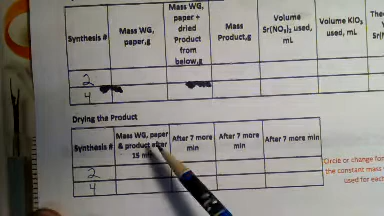 Mass WG, paper + dried Product from below,g
Synthesis #
Mass WG, paper,g
Mass Product,g
Volume Sr(NO₃)₂ used, mL
Volume KIO₃ used, mL
2
4
Drying the Product
Synthesis #
Mass WG, paper & product after 15 min
After 7 more min
After 7 more min
After 7 more min
2
4
Circle or change for
the constant mass
used for each